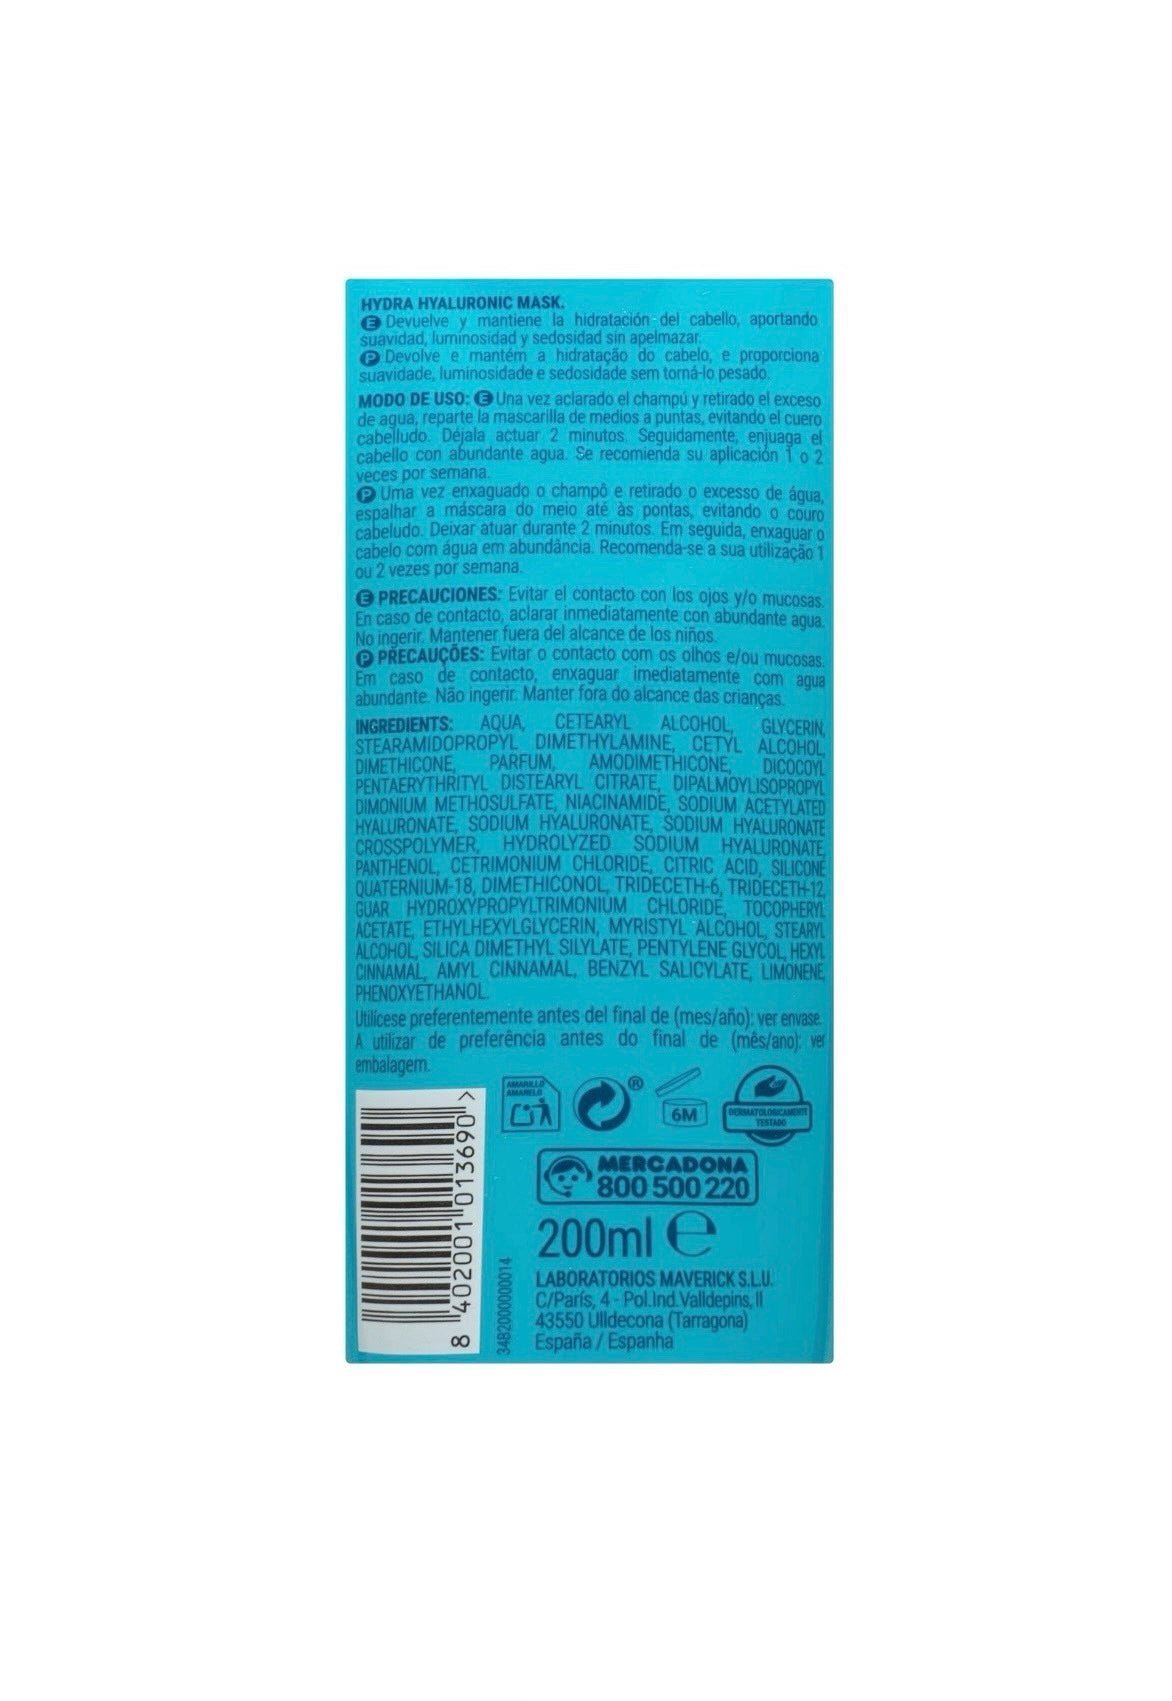 HYDRA HYALURONIC MASK.
E Devuelve y mantiene la hidratación del cabello, aportando
suavidad, luminosidad y sedosidad sin apelmazar.
P Devolve e mantém a hidratação do cabelo, e proporciona
suavidade, luminosidade e sedosidade sem torná-lo pesado.
MODO DE USO: E Una vez aclarado el champú y retirado el exceso
de agua, reparte la mascarilla de medios a puntas, evitando el cuero
cabelludo. Déjala actuar 2 minutos. Seguidamente, enjuaga el
cabello con abundante agua. Se recomienda su aplicación 1 o 2
veces por semana.
P Uma vez enxaguado o champô e retirado o excesso de água,
espalhar a máscara do meio até às pontas, evitando o couro
cabeludo. Deixar atuar durante 2 minutos. Em seguida, enxaguar o
cabelo com água em abundância. Recomenda-se a sua utilização 1
ou 2 vezes por semana.
E PRECAUCIONES: Evitar el contacto con los ojos y/o mucosas.
En caso de contacto, aclarar inmediatamente con abundante agua.
No ingerir. Mantener fuera del alcance de los niños.
P PRECAUÇÕES: Evitar o contacto com os olhos e/ou mucosas.
Em caso de contacto, enxaguar imediatamente com agua
abundante. Não ingerir. Manter fora do alcance das crianças.
INGREDIENTS: AQUA, CETEARYL ALCOHOL, GLYCERIN,
STEARAMIDOPROPYL DIMETHYLAMINE, CETYL ALCOHOL,
DIMETHICONE, PARFUM, AMODIMETHICONE, DICOCOYL
PENTAERYTHRITYL DISTEARYL CITRATE, DIPALMOYLISOPROPYL
DIMONIUM METHOSULFATE, NIACINAMIDE, SODIUM ACETYLATED
HYALURONATE, SODIUM HYALURONATE, SODIUM HYALURONATE
CROSSPOLYMER, HYDROLYZED SODIUM HYALURONATE,
PANTHENOL, CETRIMONIUM CHLORIDE, CITRIC ACID, SILICONE
QUATERNIUM-18, DIMETHICONOL, TRIDECETH-6, TRIDECETH-12,
GUAR HYDROXYPROPYLTRIMONIUM CHLORIDE, TOCOPHERYL
ACETATE, ETHYLHEXYLGLYCERIN, MYRISTYL ALCOHOL, STEARYL
ALCOHOL, SILICA DIMETHYL SILYLATE, PENTYLENE GLYCOL, HEXYL
CINNAMAL, AMYL CINNAMAL, BENZYL SALICYLATE, LIMONENE,
PHENOXYETHANOL.
Utilícese preferentemente antes del final de (mes/año): ver envase.
A utilizar de preferência antes do final de (mês/ano): ver
embalagem.
AMARILLO
AMARELO
®
6M
DERMATOLOGICAMENTE
TESTADO
MERCADONA
800 500 220
200ml e
LABORATORIOS MAVERICK S.L.U.
C/París, 4 - Pol.Ind.Valldepins, II
43550 Ulldecona (Tarragona)
España / Espanha
8 402001 013690 >
3482000000014